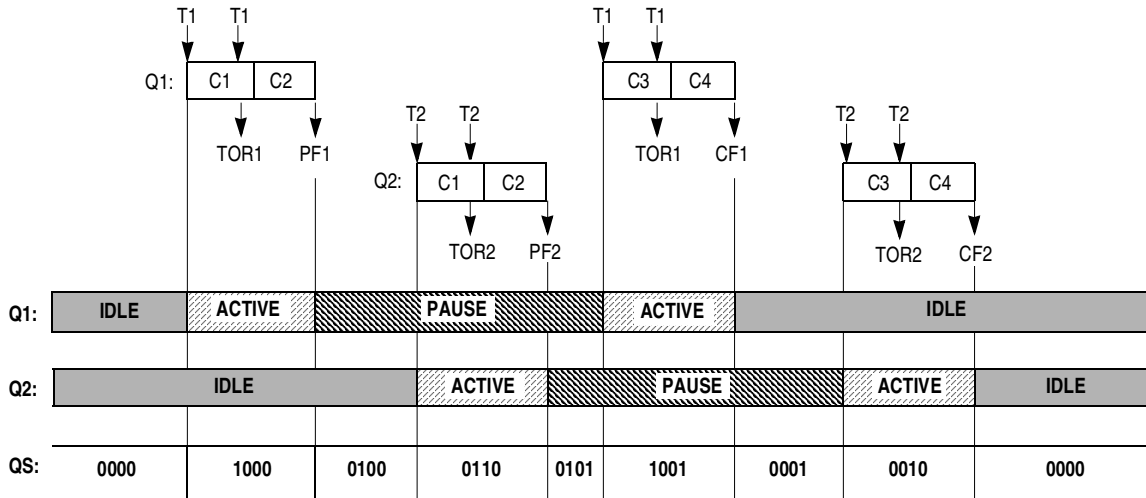 T1 T1 T1 T1
Q1: C1 C2 C3 C4
T2 T2 T2 T2
TOR1 PF1 TOR1 CF1
Q2: C1 C2 C3 C4
TOR2 PF2 TOR2 CF2
Q1: IDLE ACTIVE PAUSE ACTIVE IDLE
Q2: IDLE ACTIVE PAUSE ACTIVE IDLE
QS: 0000 1000 0100 0110 0101 1001 0001 0010 0000